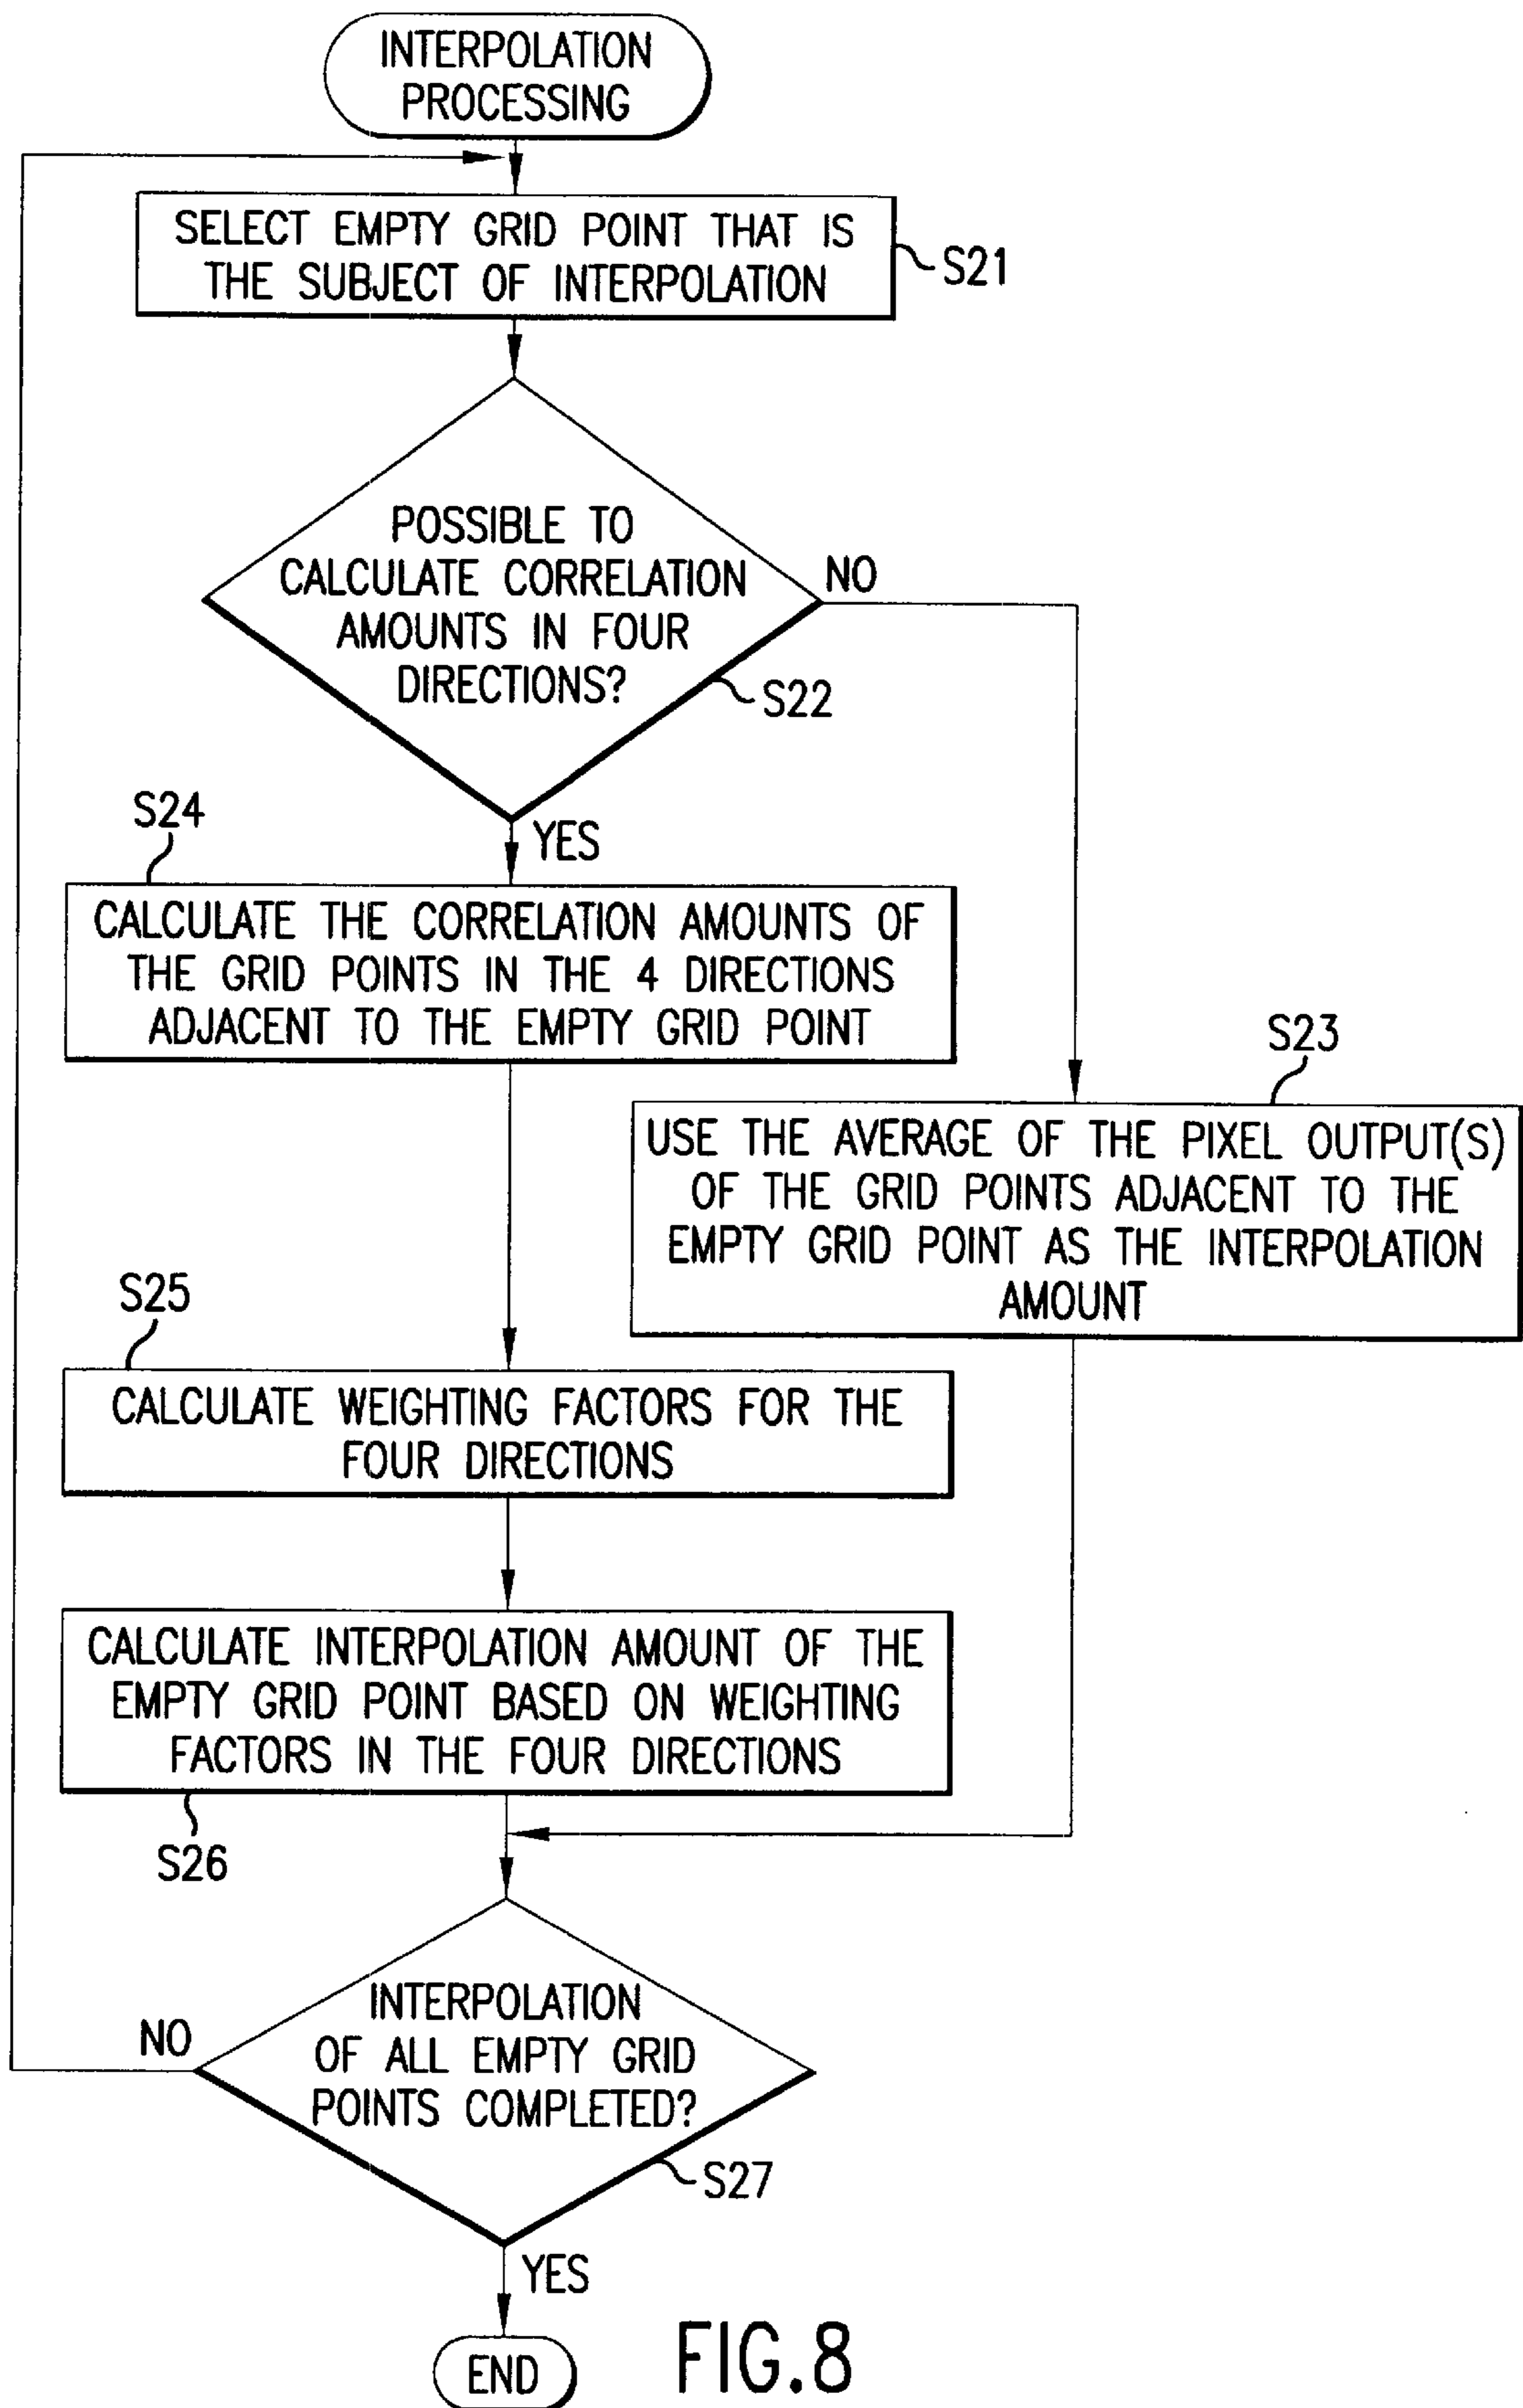 INTERPOLATION
PROCESSING
SELECT EMPTY GRID POINT THAT IS
THE SUBJECT OF INTERPOLATION
S21
POSSIBLE TO
CALCULATE CORRELATION
AMOUNTS IN FOUR
DIRECTIONS?
NO
S22
YES
S24
CALCULATE THE CORRELATION AMOUNTS OF
THE GRID POINTS IN THE 4 DIRECTIONS
ADJACENT TO THE EMPTY GRID POINT
S23
USE THE AVERAGE OF THE PIXEL OUTPUT(S)
OF THE GRID POINTS ADJACENT TO THE
EMPTY GRID POINT AS THE INTERPOLATION
AMOUNT
S25
CALCULATE WEIGHTING FACTORS FOR THE
FOUR DIRECTIONS
CALCULATE INTERPOLATION AMOUNT OF THE
EMPTY GRID POINT BASED ON WEIGHTING
FACTORS IN THE FOUR DIRECTIONS
S26
INTERPOLATION
OF ALL EMPTY GRID
POINTS COMPLETED?
NO
S27
YES
END
FIG.8